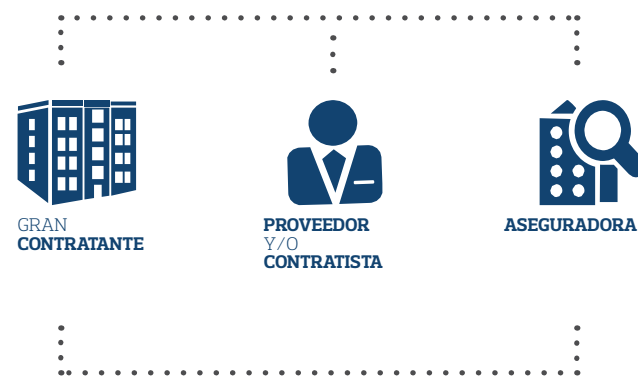 GRAN
CONTRATANTE
PROVEEDOR
Y/O
CONTRATISTA
ASEGURADORA